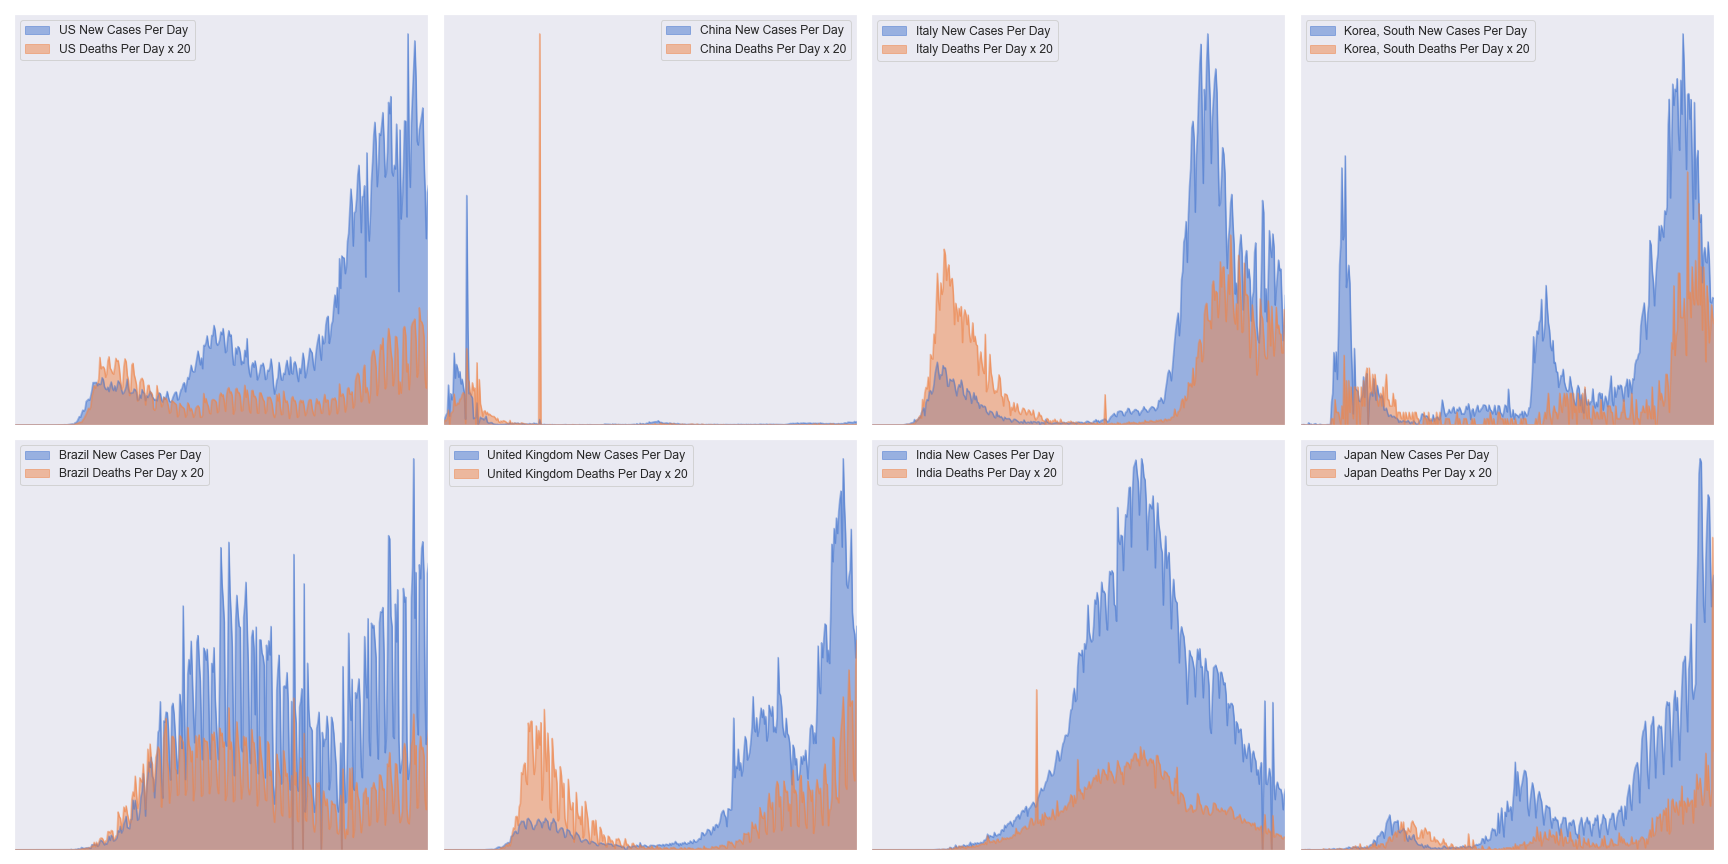 US New Cases Per Day
US Deaths Per Day x 20
China New Cases Per Day
China Deaths Per Day x 20
Italy New Cases Per Day
Italy Deaths Per Day x 20
Korea, South New Cases Per Day
Korea, South Deaths Per Day x 20
Brazil New Cases Per Day
Brazil Deaths Per Day x 20
United Kingdom New Cases Per Day
United Kingdom Deaths Per Day x 20
India New Cases Per Day
India Deaths Per Day x 20
Japan New Cases Per Day
Japan Deaths Per Day x 20